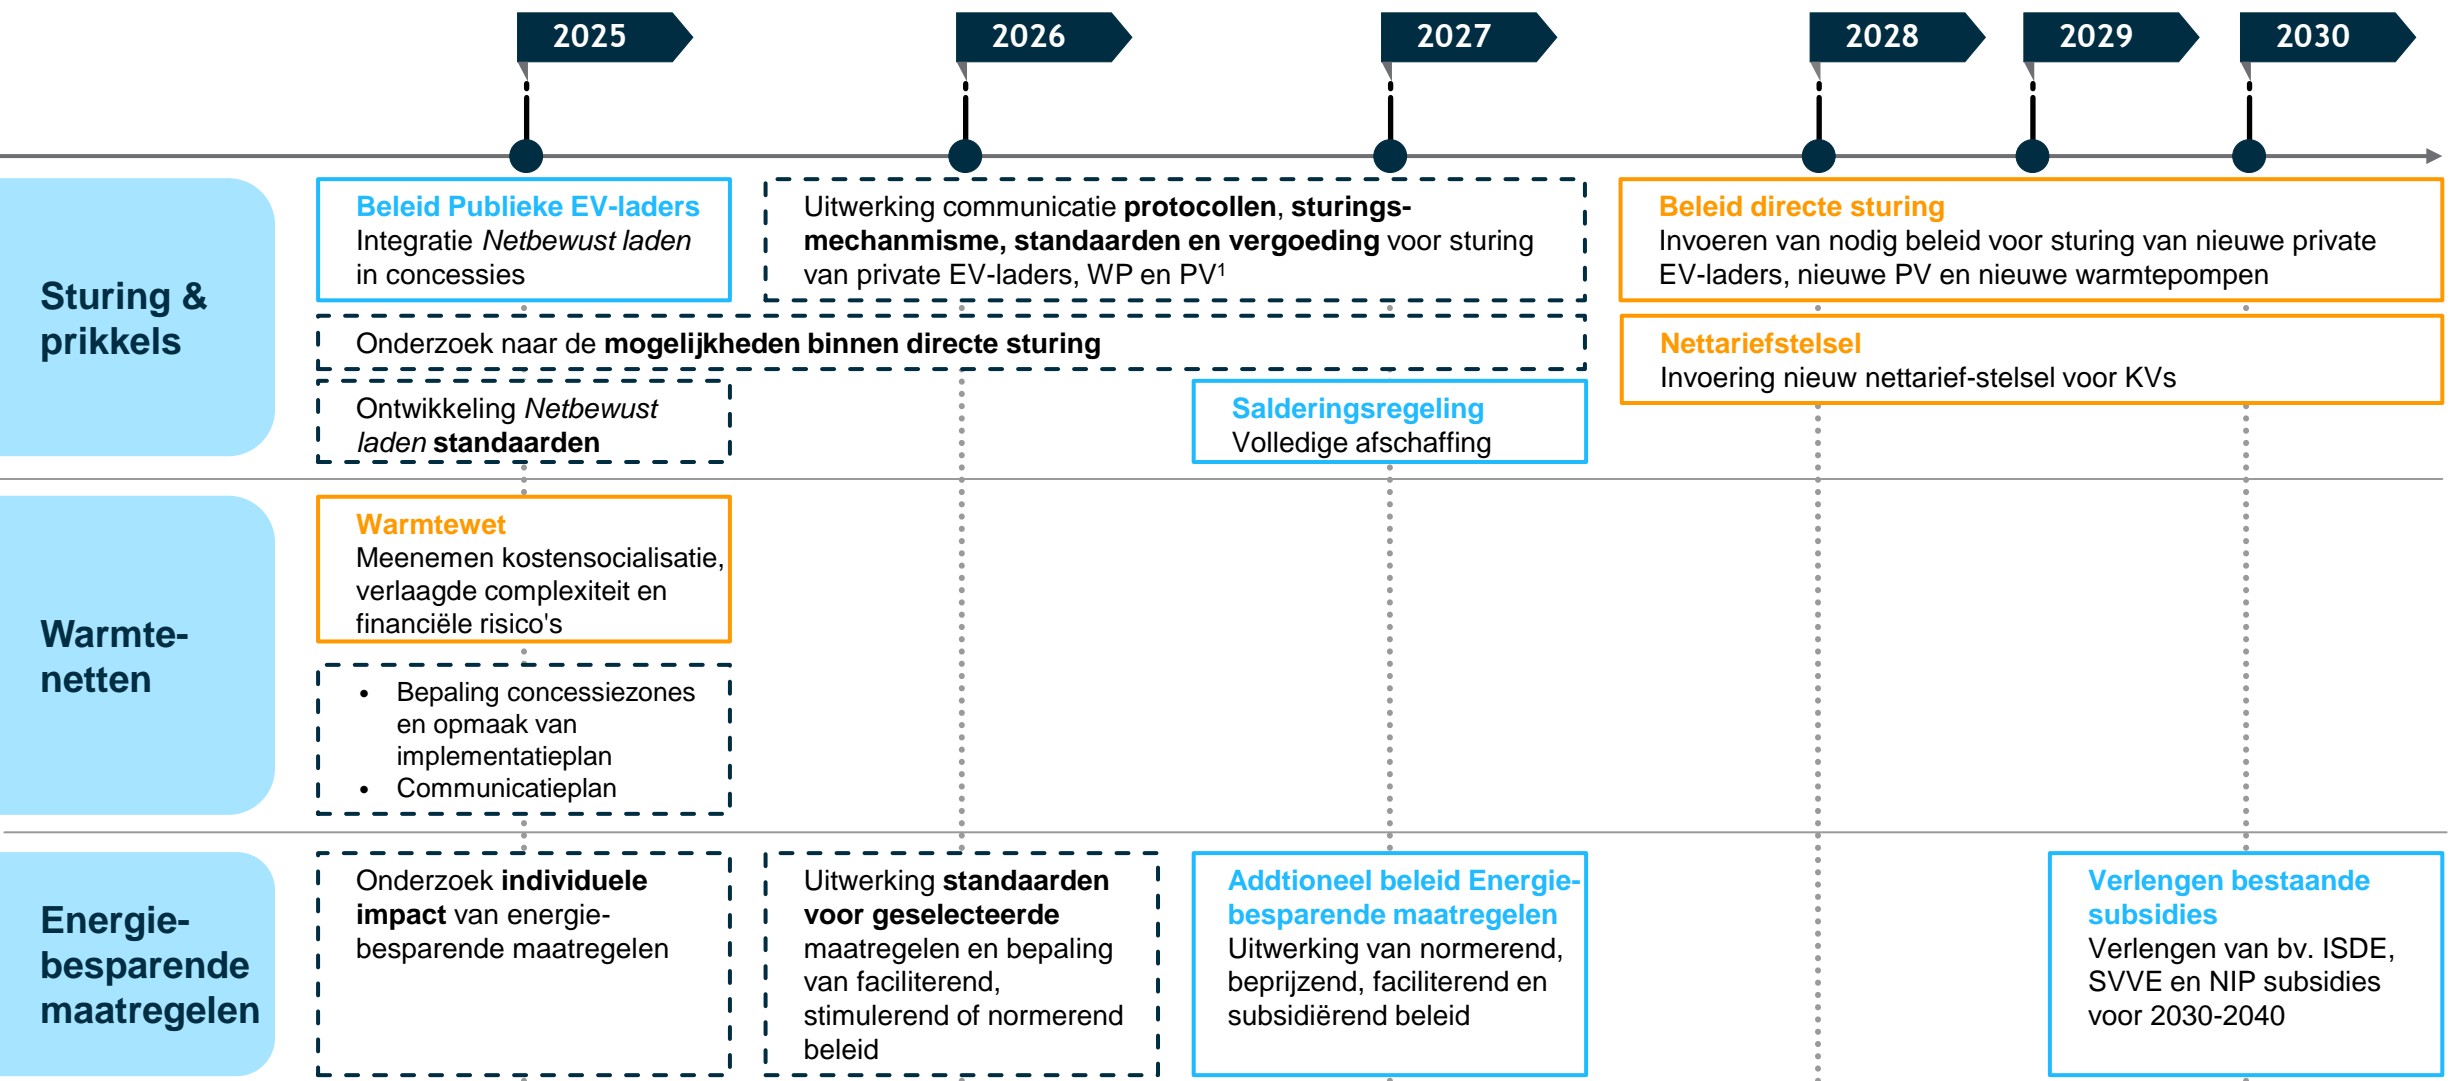 2025
2026
2027
2028
2029
2030
Sturing &
prikkels
Beleid Publieke EV-laders
Integratie Netbewust laden
in concessies
Uitwerking communicatie protocollen, sturings-
mechanmisme, standaarden en vergoeding voor sturing
van private EV-laders, WP en PV¹
Beleid directe sturing
Invoeren van nodig beleid voor sturing van nieuwe private
EV-laders, nieuwe PV en nieuwe warmtepompen
Onderzoek naar de mogelijkheden binnen directe sturing
Nettariefstelsel
Invoering nieuw nettarief-stelsel voor KVs
Ontwikkeling Netbewust
laden standaarden
Salderingsregeling
Volledige afschaffing
Warmte-
netten
Warmtewet
Meenemen kostensocialisatie,
verlaagde complexiteit en
financiële risico's
• Bepaling concessiezones
en opmaak van
implementatieplan
• Communicatieplan
Energie-
besparende
maatregelen
Onderzoek individuele
impact van energie-
besparende maatregelen
Uitwerking standaarden
voor geselecteerde
maatregelen en bepaling
van faciliterend,
stimulerend of normerend
beleid
Addtioneel beleid Energie-
besparende maatregelen
Uitwerking van normerend,
beprijzend, faciliterend en
subsidiërend beleid
Verlengen bestaande
subsidies
Verlengen van bv. ISDE,
SVVE en NIP subsidies
voor 2030-2040